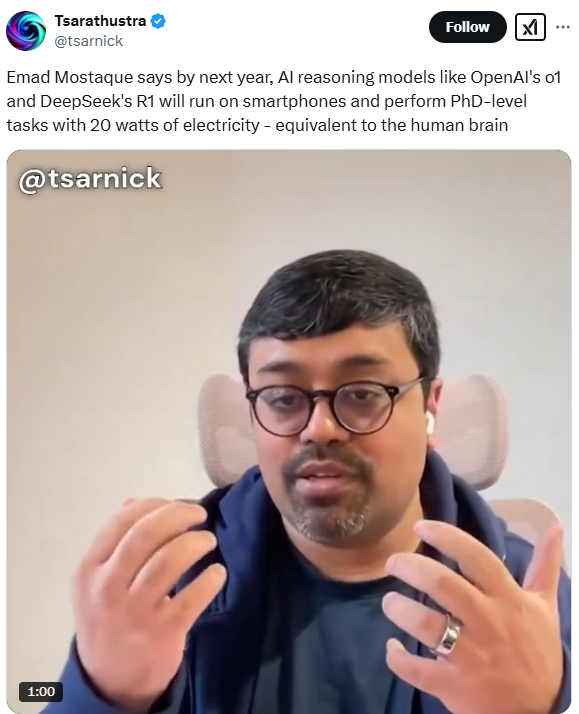 Tsarathustra
@tsarnick
Follow
Emad Mostaque says by next year, AI reasoning models like OpenAI's o1
and DeepSeek's R1 will run on smartphones and perform PhD-level
tasks with 20 watts of electricity - equivalent to the human brain
@tsarnick
1:00